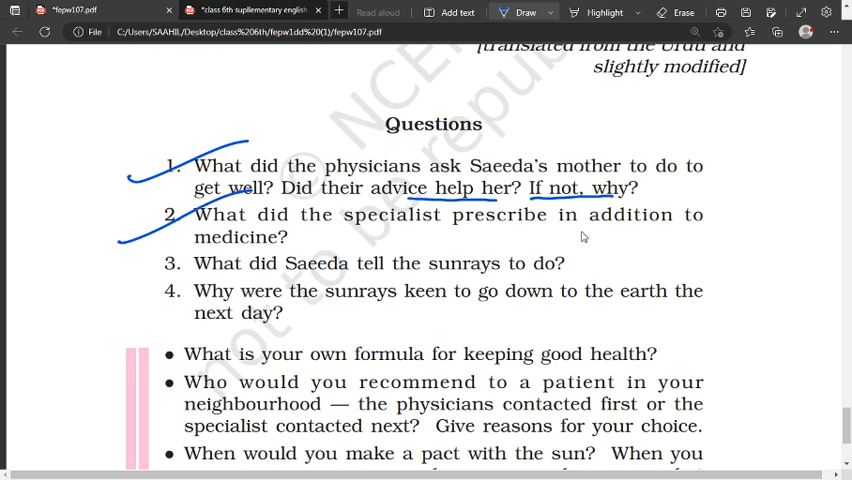 *fepw107.pdf
*class 6th supllementary english
Read aloud
Add text
Draw
Highlight
Erase
File
C:/Users/SAAHIL/Desktop/class%206th/fepw1dd%20(1)/fepw107.pdf
[translated from the Urdu and
slightly modified]
© NCE
not to be repub
Questions
1. What did the physicians ask Saeeda's mother to do to
get well? Did their advice help her? If not, why?
2. What did the specialist prescribe in addition to
medicine?
3. What did Saeeda tell the sunrays to do?
4. Why were the sunrays keen to go down to the earth the
next day?
• What is your own formula for keeping good health?
• Who would you recommend to a patient in your
neighbourhood — the physicians contacted first or the
specialist contacted next? Give reasons for your choice.
• When would you make a pact with the sun? When you